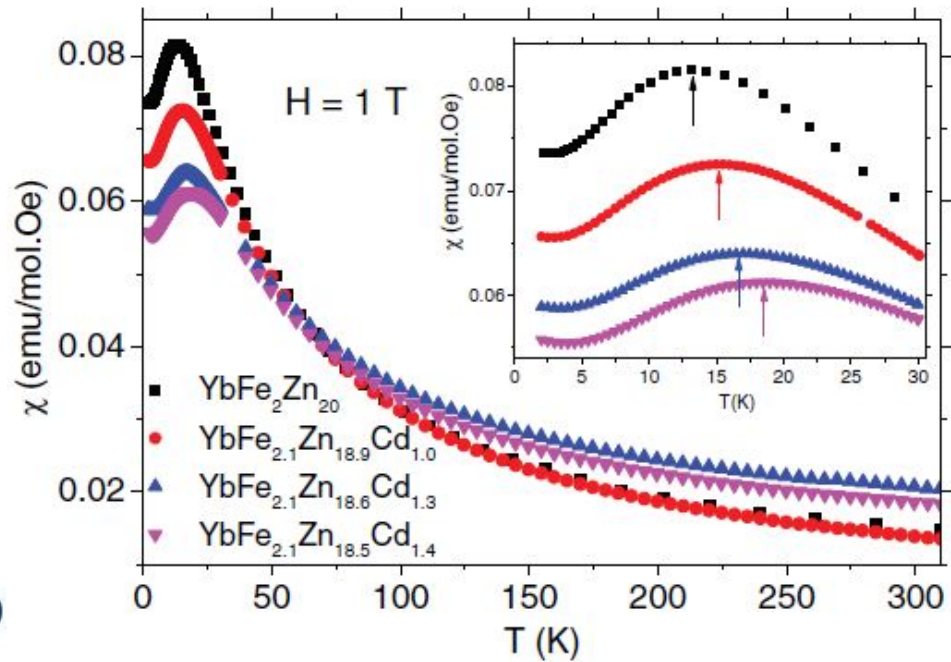 0.08
0.06
0.04
0.02
χ (emu/mol.Oe)
H = 1 T
YbFe2Zn20
YbFe2.1Zn18.9Cd1.0
YbFe2.1Zn18.6Cd1.3
YbFe2.1Zn18.5Cd1.4
0 50 100 150 200 250 300
T (K)
0.08
0.07
0.06
χ (emu/mol.Oe)
0 5 10 15 20 25 30
T(K)